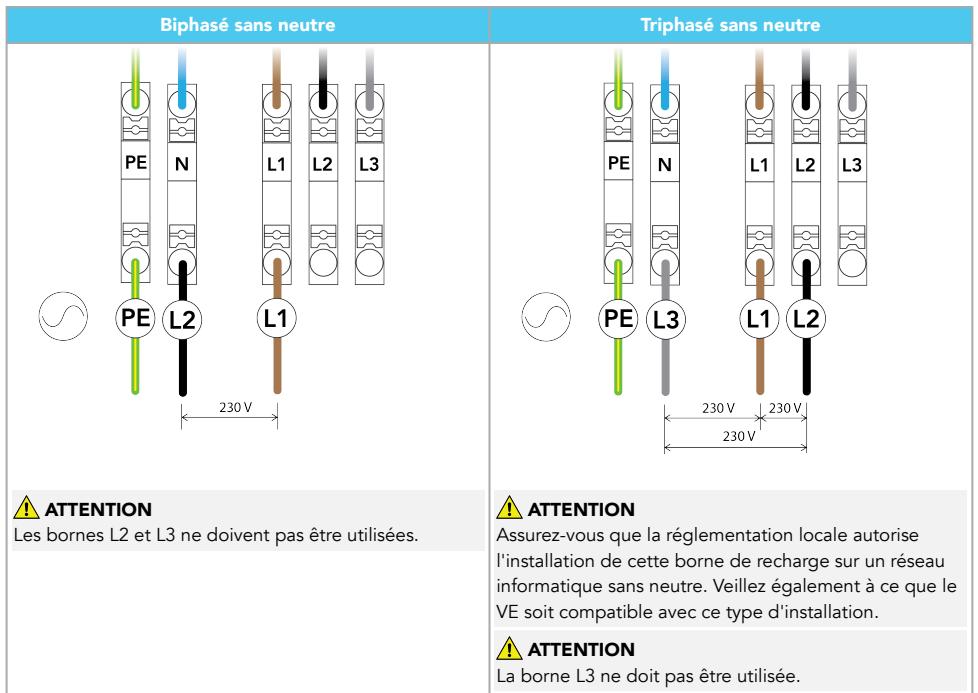 Biphasé sans neutre
PE N L1 L2 L3
PE L2 L1
230 V
⚠ ATTENTION
Les bornes L2 et L3 ne doivent pas être utilisées.
Triphasé sans neutre
PE N L1 L2 L3
PE L3 L1 L2
230 V 230 V
230 V
⚠ ATTENTION
Assurez-vous que la réglementation locale autorise
l'installation de cette borne de recharge sur un réseau
informatique sans neutre. Veillez également à ce que le
VE soit compatible avec ce type d'installation.
⚠ ATTENTION
La borne L3 ne doit pas être utilisée.